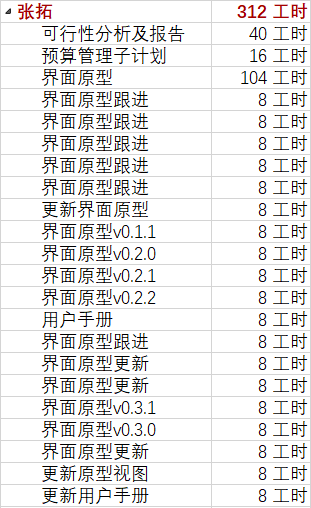 张拓 312 工时
可行性分析及报告 40 工时
预算管理子计划 16 工时
界面原型 104 工时
界面原型跟进 8 工时
界面原型跟进 8 工时
界面原型跟进 8 工时
界面原型跟进 8 工时
界面原型跟进 8 工时
更新界面原型 8 工时
界面原型v0.1.1 8 工时
界面原型v0.2.0 8 工时
界面原型v0.2.1 8 工时
界面原型v0.2.2 8 工时
用户手册 8 工时
界面原型跟进 8 工时
界面原型更新 8 工时
界面原型更新 8 工时
界面原型v0.3.1 8 工时
界面原型v0.3.0 8 工时
界面原型更新 8 工时
更新原型视图 8 工时
更新用户手册 8 工时